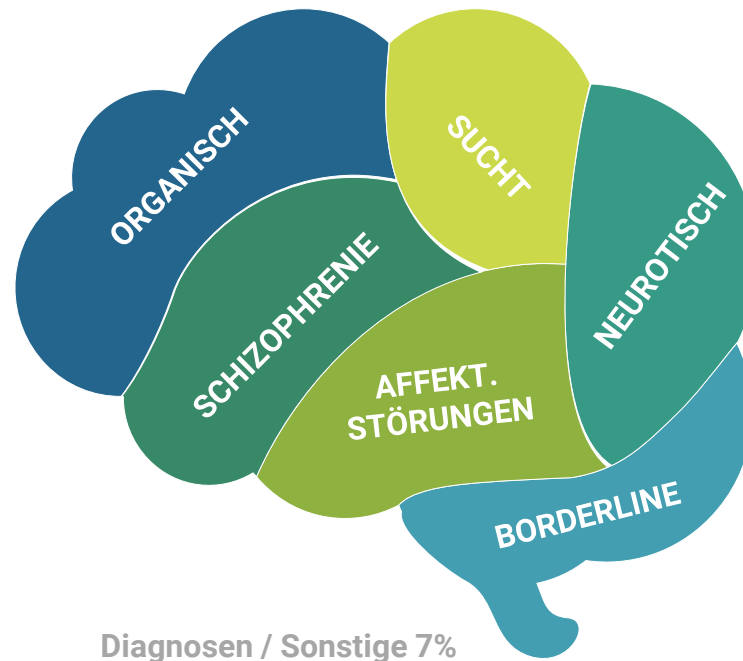 ORGANISCH
SUCHT
NEUROTISCH
SCHIZOPHRENIE
AFFEKT.
STÖRUNGEN
BORDERLINE
Diagnosen / Sonstige 7%